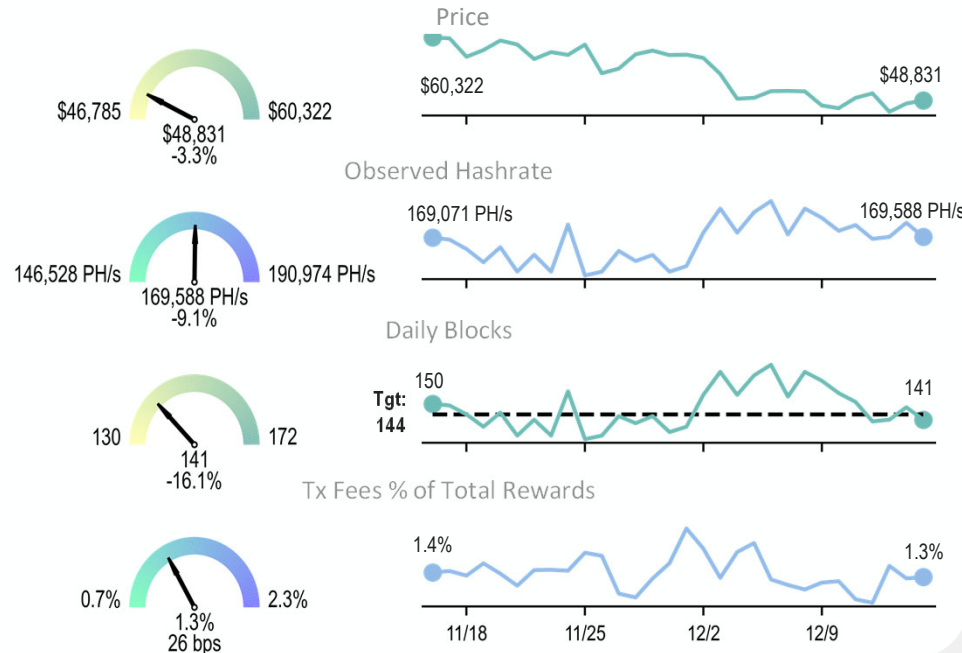 Price
$46,785
$60,322
$48,831
-3.3%
$60,322
$48,831
Observed Hashrate
146,528 PH/s
190,974 PH/s
169,588 PH/s
-9.1%
169,071 PH/s
169,588 PH/s
Daily Blocks
130
172
141
-16.1%
150
Tgt:
144
141
Tx Fees % of Total Rewards
0.7%
2.3%
1.3%
26 bps
1.4%
1.3%
11/18
11/25
12/2
12/9